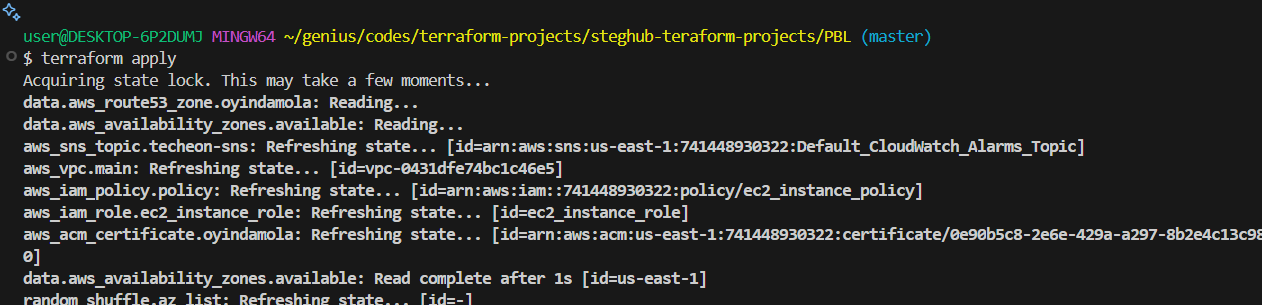 user@DESKTOP-6P2DUMJ MINGW64 ~/genius/codes/terraform-projects/steghub-teraform-projects/PBL (master)
$ terraform apply
Acquiring state lock. This may take a few moments...
data.aws_route53_zone.oyindamola: Reading...
data.aws_availability_zones.available: Reading...
aws_sns_topic.techeon-sns: Refreshing state... [id=arn:aws:sns:us-east-1:741448930322:Default_CloudWatch_Alarms_Topic]
aws_vpc.main: Refreshing state... [id=vpc-0431dfe74bc1c46e5]
aws_iam_policy.policy: Refreshing state... [id=arn:aws:iam::741448930322:policy/ec2_instance_policy]
aws_iam_role.ec2_instance_role: Refreshing state... [id=ec2_instance_role]
aws_acm_certificate.oyindamola: Refreshing state... [id=arn:aws:acm:us-east-1:741448930322:certificate/0e90b5c8-2e6e-429a-a297-8b2e4c13c98
0]
data.aws_availability_zones.available: Read complete after 1s [id=us-east-1]
random_shuffle.az_list: Refreshing state... [id=-]